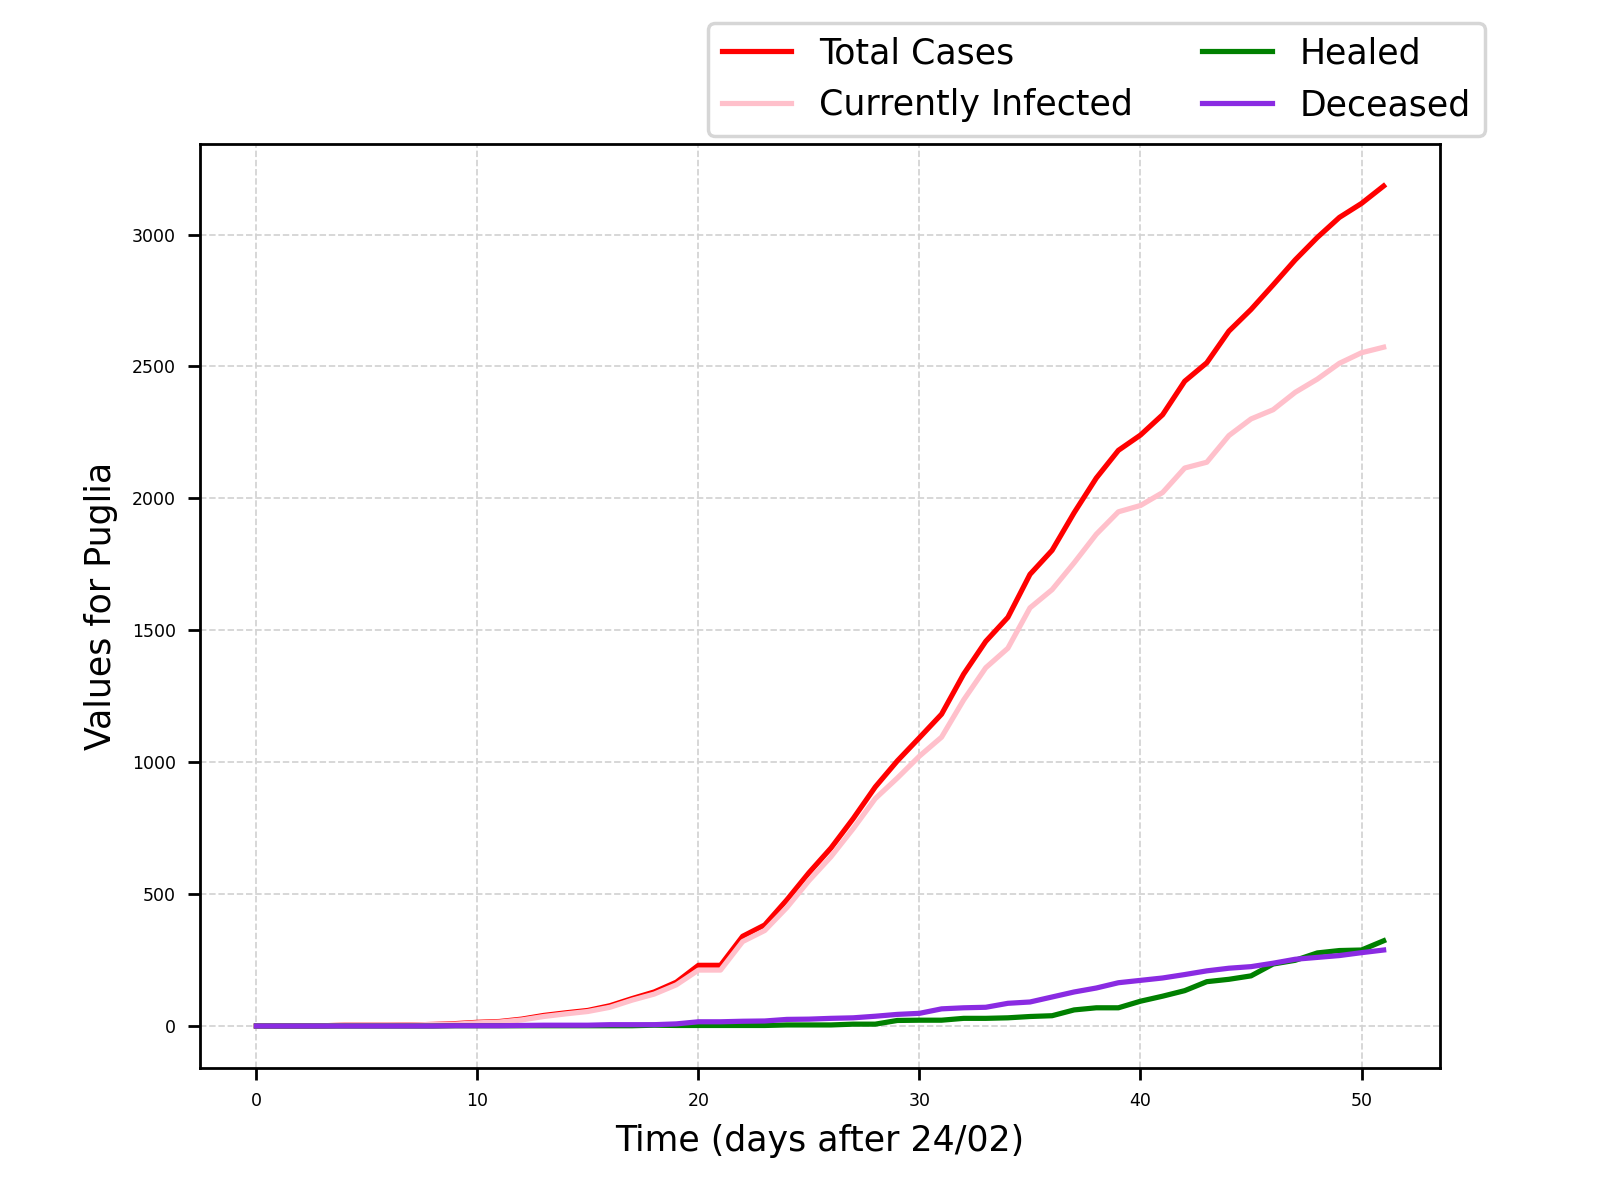 Total Cases
Currently Infected
Healed
Deceased
Values for Puglia
3000
2500
2000
1500
1000
500
0
0 10 20 30 40 50
Time (days after 24/02)